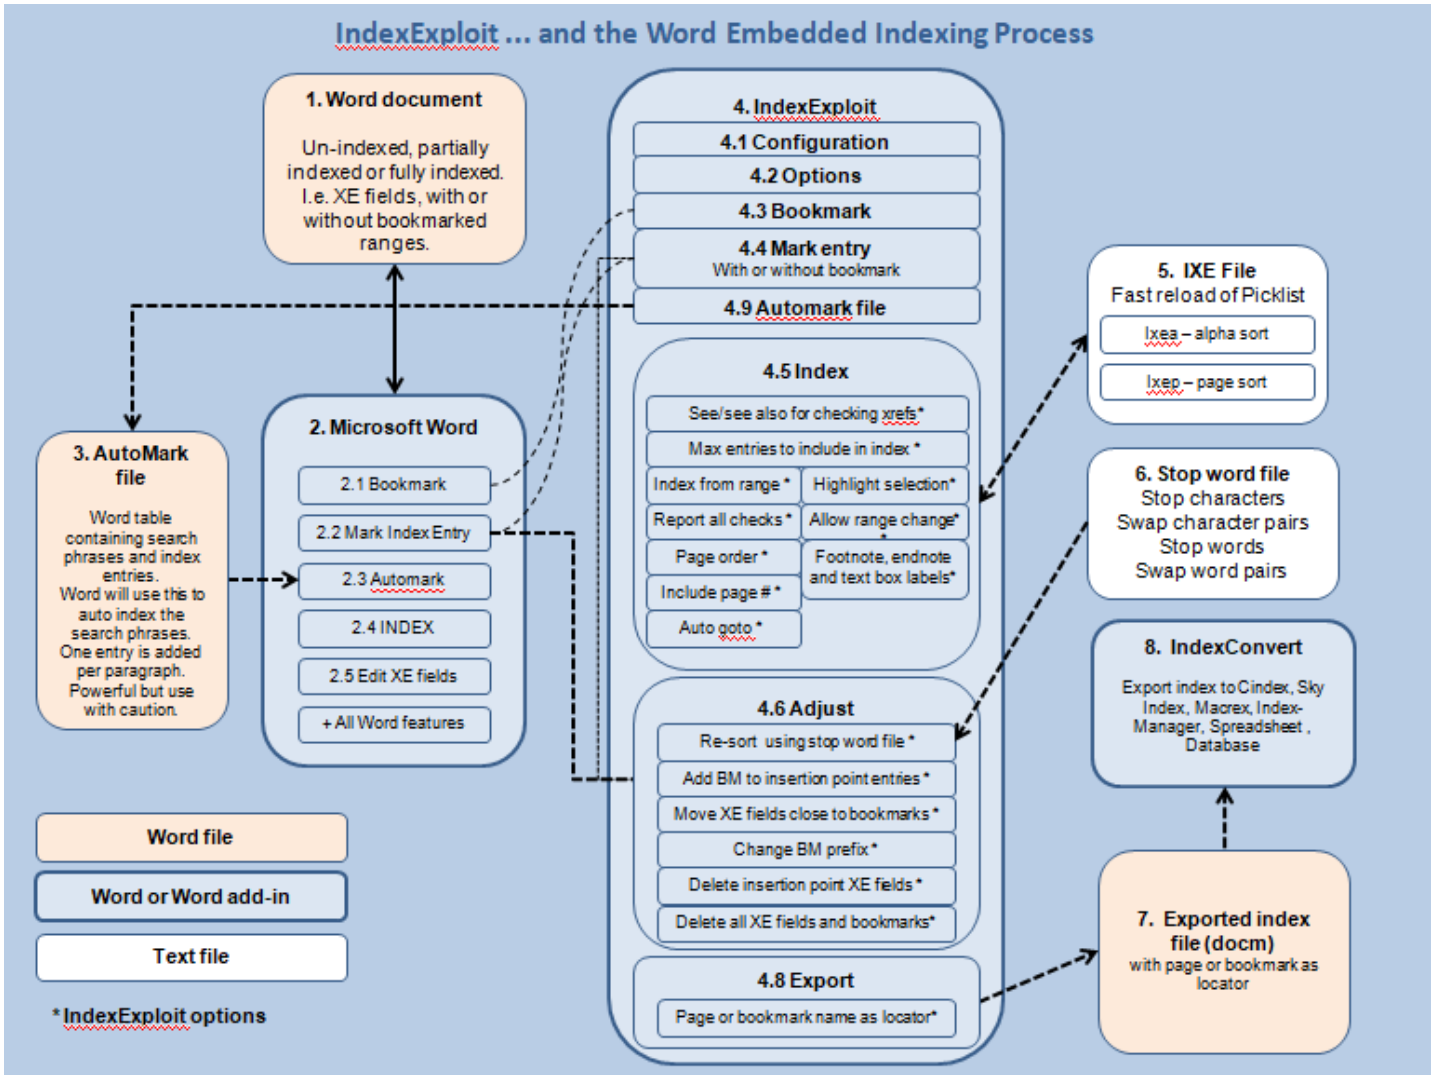 IndexExploit ... and the Word Embedded Indexing Process
1. Word document
Un-indexed, partially
indexed or fully indexed.
I.e. XE fields, with or
without bookmarked
ranges.
2. Microsoft Word
2.1 Bookmark
2.2 Mark Index Entry
2.3 Automark
2.4 INDEX
2.5 Edit XE fields
+ All Word features
3. AutoMark
file
Word table
containing search
phrases and index
entries.
Word will use this to
auto index the
search phrases.
One entry is added
per paragraph.
Powerful but use
with caution.
4. IndexExploit
4.1 Configuration
4.2 Options
4.3 Bookmark
4.4 Mark entry
With or without bookmark
4.9 Automark file
4.5 Index
See/see also for checking xrefs*
Max entries to include in index *
Index from range *
Highlight selection*
Report all checks *
Allow range change*
*
Page order *
Footnote, endnote
and text box labels*
Include page # *
Auto goto *
4.6 Adjust
Re-sort using stop word file *
Add BM to insertion point entries *
Move XE fields close to bookmarks *
Change BM prefix *
Delete insertion point XE fields *
Delete all XE fields and bookmarks*
4.8 Export
Page or bookmark name as locator*
5. IXE File
Fast reload of Picklist
Ixea – alpha sort
Ixep – page sort
6. Stop word file
Stop characters
Swap character pairs
Stop words
Swap word pairs
8. IndexConvert
Export index to Cindex, Sky
Index, Macrex, Index-
Manager, Spreadsheet ,
Database
7. Exported index
file (docm)
with page or bookmark as
locator
Word file
Word or Word add-in
Text file
* IndexExploit options